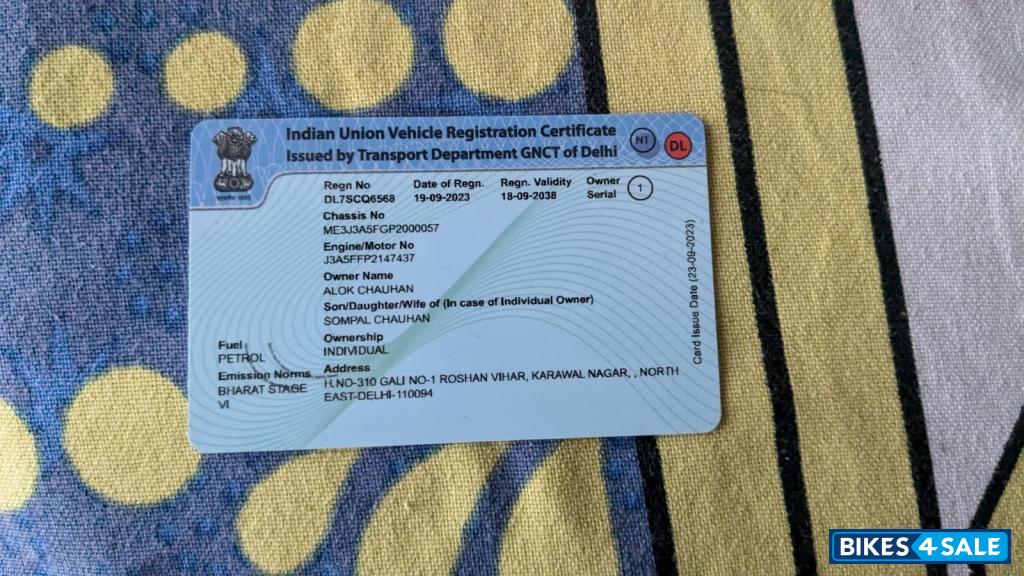 Indian Union Vehicle Registration Certificate
Issued by Transport Department GNCT of Delhi
NT
DL
Regn No Date of Regn. Regn. Validity Owner Serial 1
DL7SCQ6568 19-09-2023 18-09-2038
Chassis No
ME3J3A5FGP2000057
Engine/Motor No
J3A5FFP2147437
Owner Name
ALOK CHAUHAN
Son/Daughter/Wife of (In case of Individual Owner)
SOMPAL CHAUHAN
Ownership
INDIVIDUAL
Address
H.NO-310 GALI NO-1 ROSHAN VIHAR, KARAWAL NAGAR, , NORTH
EAST-DELHI-110094
Fuel
PETROL
Emission Norms
BHARAT STAGE
VI
Card Issue Date (23-09-2023)
BIKES4SALE